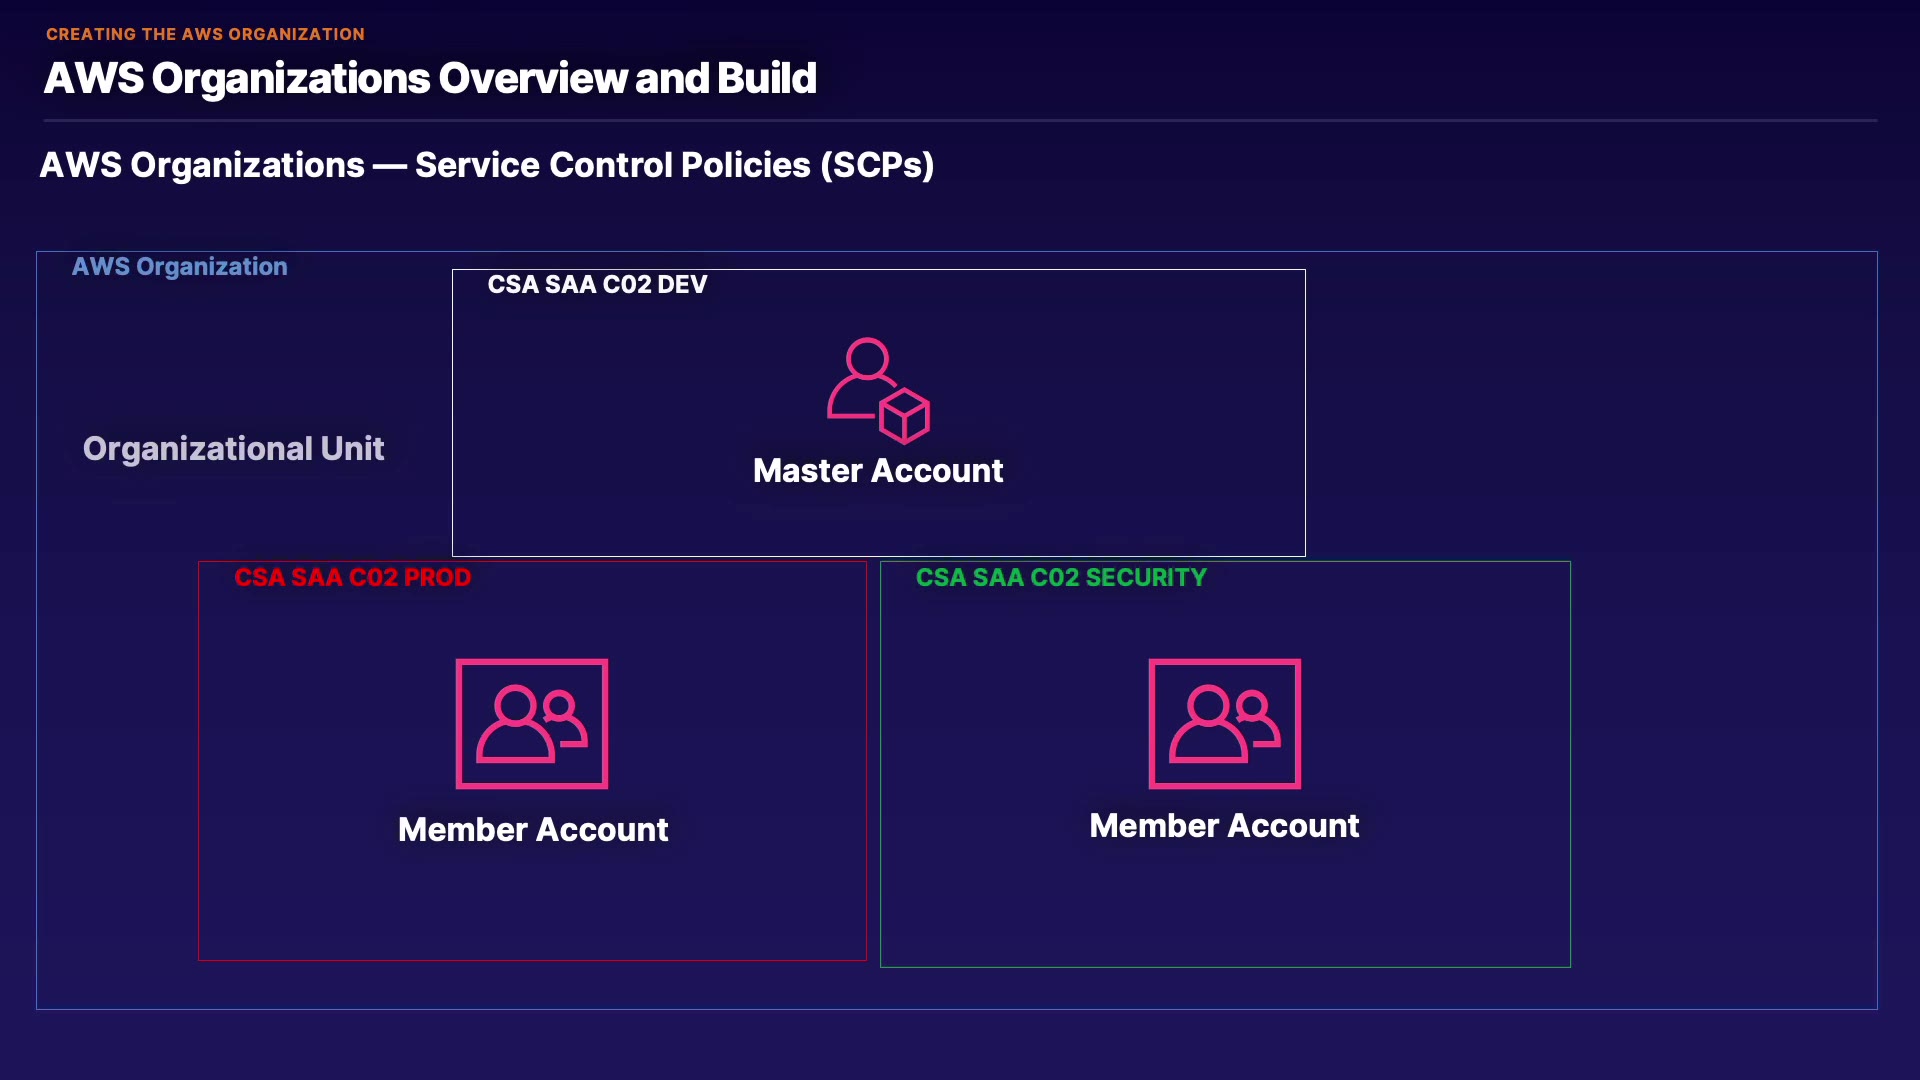 CREATING THE AWS ORGANIZATION
AWS Organizations Overview and Build
AWS Organizations — Service Control Policies (SCPs)
AWS Organization
CSA SAA C02 DEV
Organizational Unit
Master Account
CSA SAA C02 PROD
CSA SAA C02 SECURITY
Member Account
Member Account